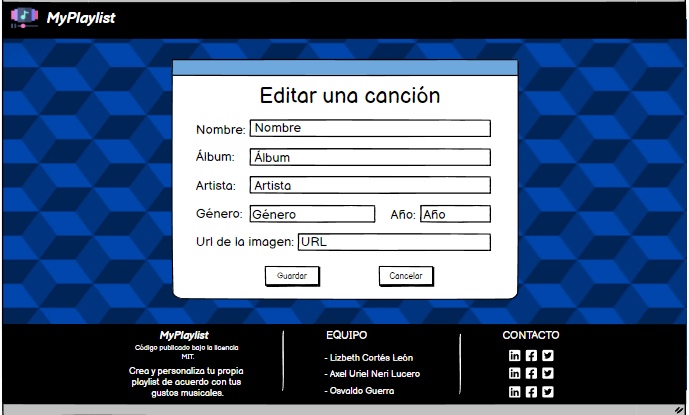 MyPlaylist
Editar una canción
Nombre: Nombre
Álbum: Álbum
Artista: Artista
Género: Género Año: Año
Url de la imagen: URL
Guardar Cancelar
MyPlaylist
Código publicado bajo la licencia
MIT.
Crea y personaliza tu propia
playlist de acuerdo con tus
gustos musicales.
EQUIPO
- Lizbeth Cortés León
- Axel Uriel Neri Lucero
- Osvaldo Guerra
CONTACTO